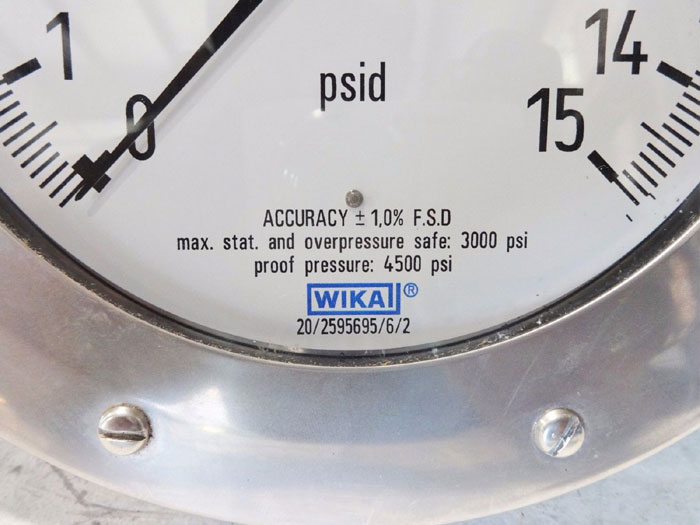 1
0
psid
14
15
ACCURACY ± 1,0% F.S.D
max. stat. and overpressure safe: 3000 psi
proof pressure: 4500 psi
WIKAI ®
20/2595695/6/2